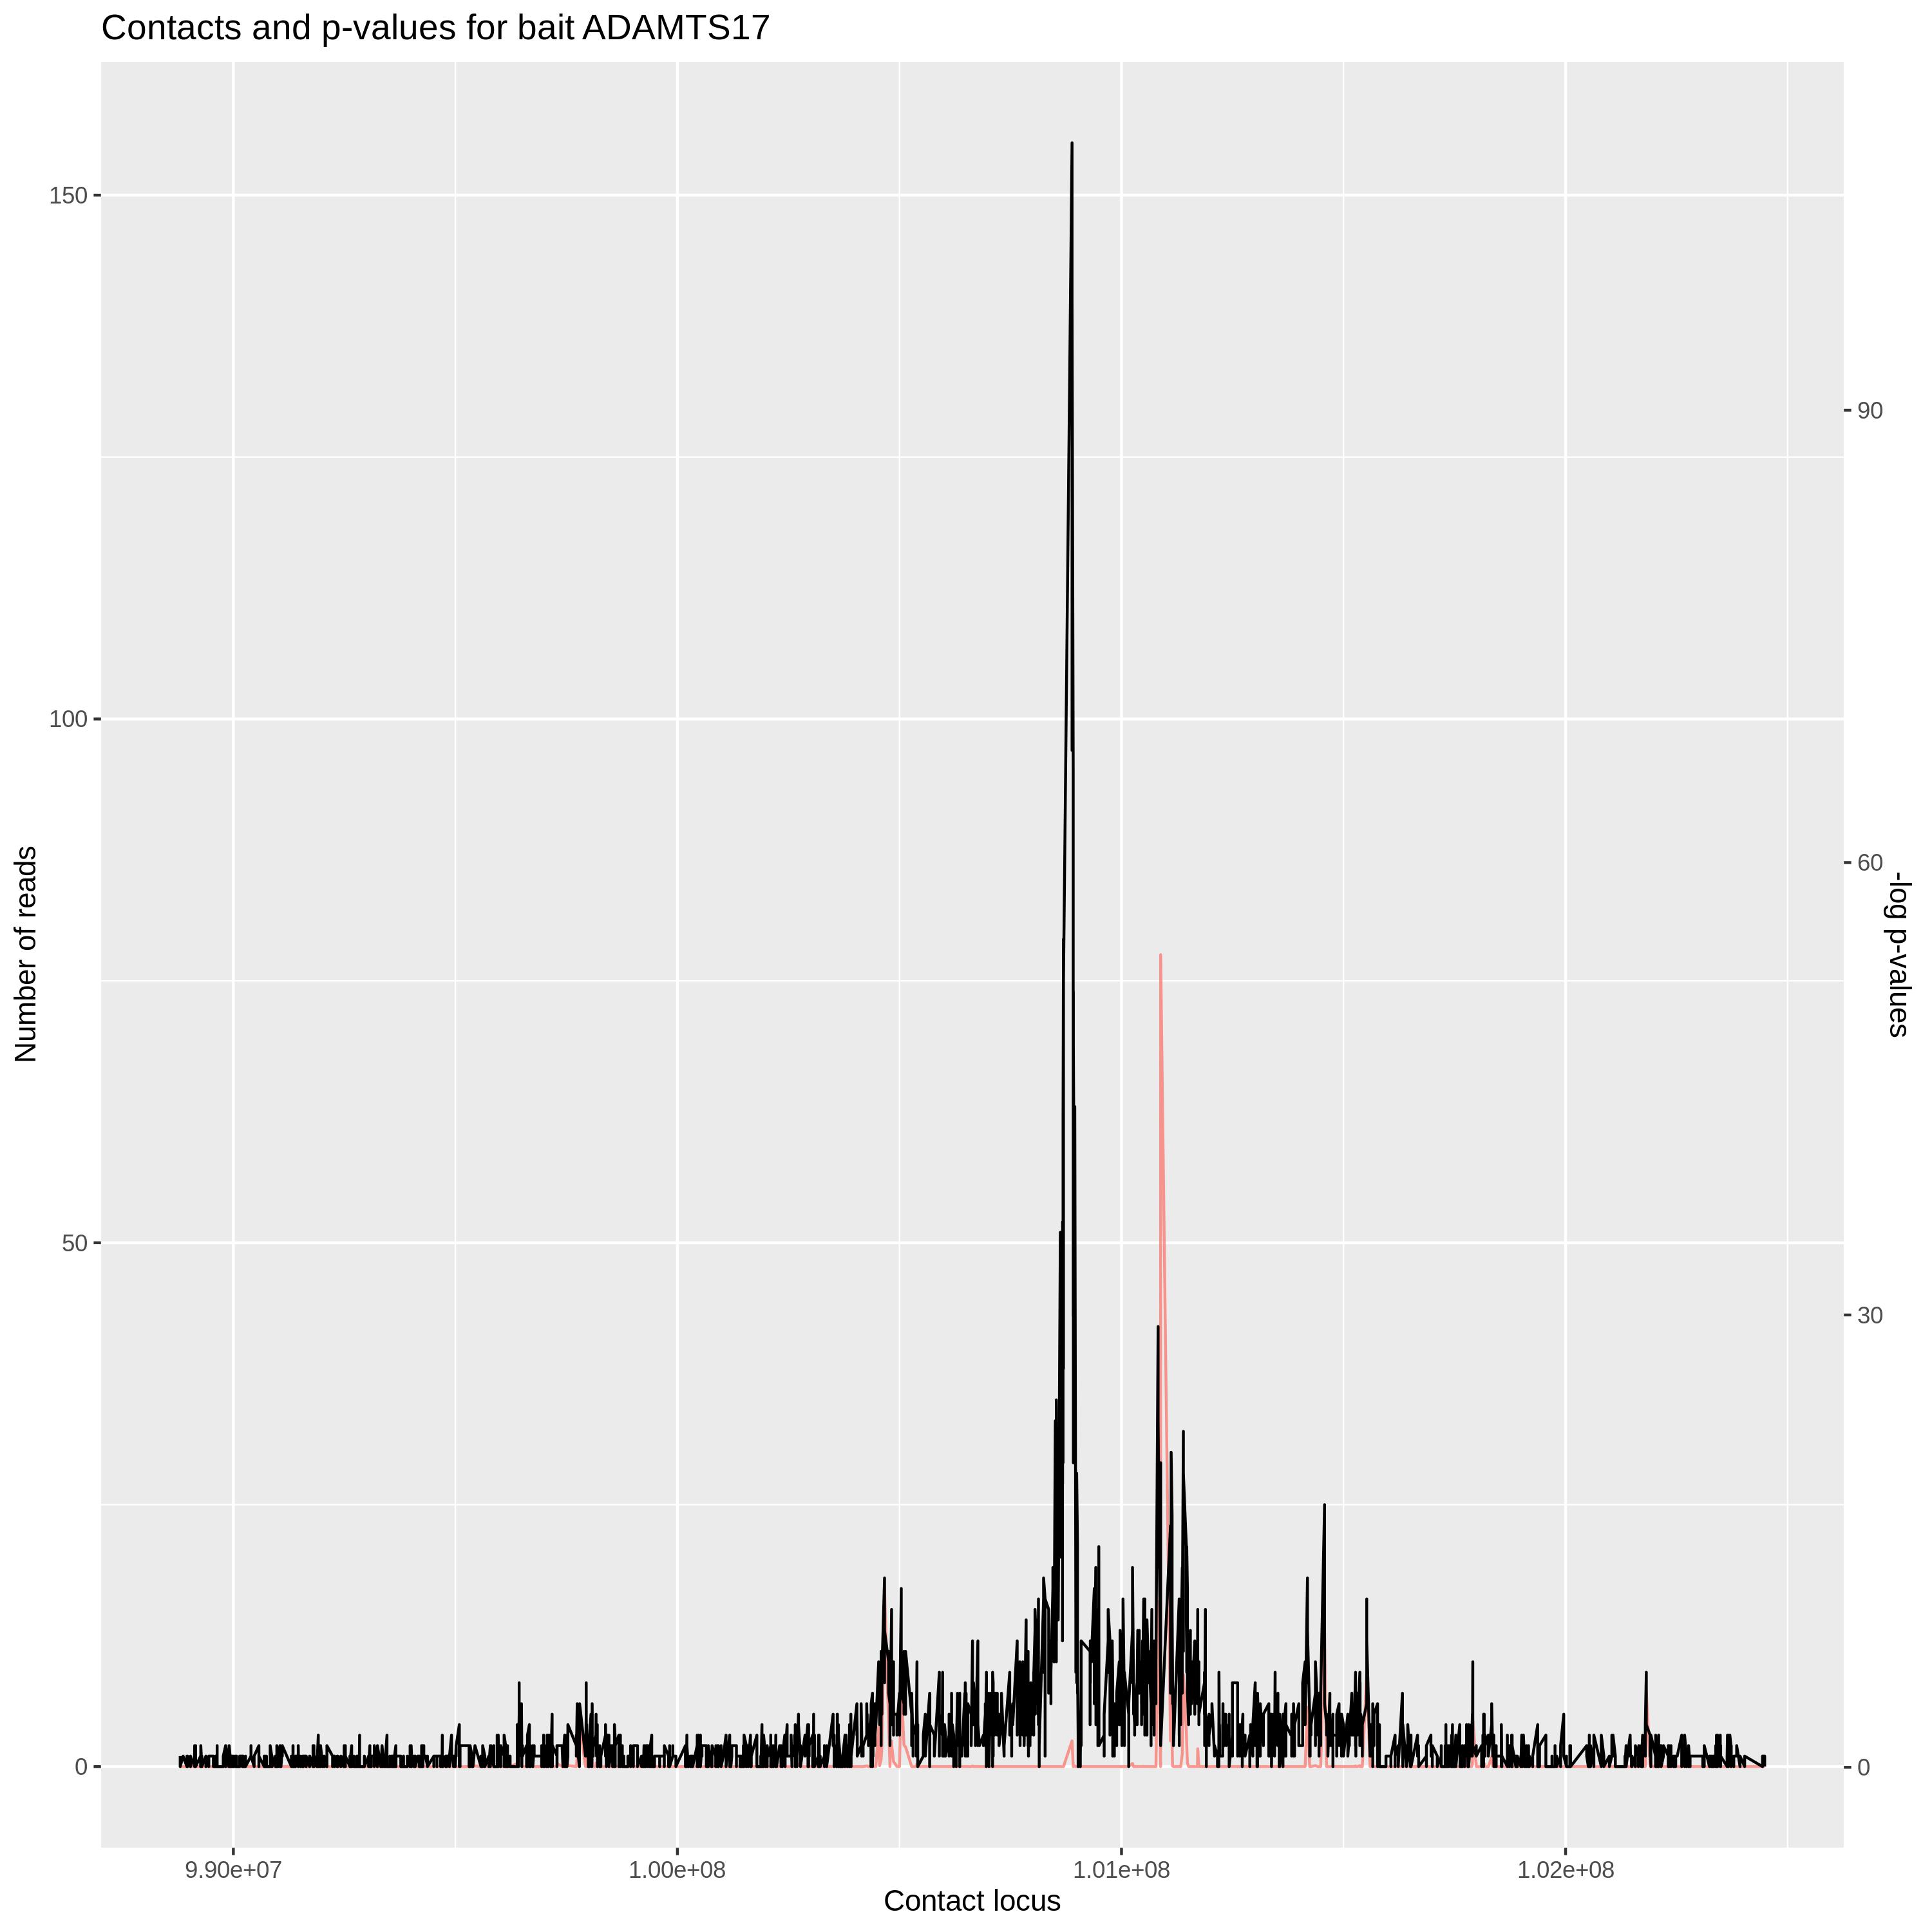 Contacts and p-values for bait ADAMTS17
150
100
50
0
Number of reads
90
60
30
0
-log p-values
9.90e+07
1.00e+08
1.01e+08
1.02e+08
Contact locus